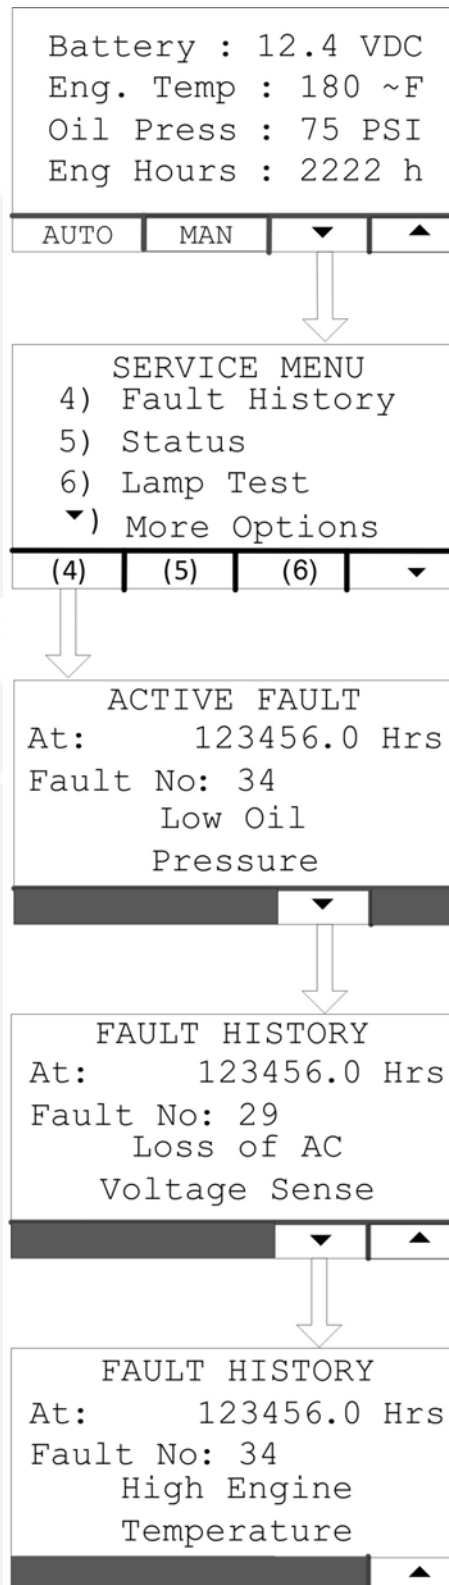 Battery : 12.4 VDC
Eng. Temp : 180 ~F
Oil Press : 75 PSI
Eng Hours : 2222 h
AUTO MAN ▼ ▲
SERVICE MENU
4) Fault History
5) Status
6) Lamp Test
▼) More Options
(4) (5) (6) ▼
ACTIVE FAULT
At: 123456.0 Hrs
Fault No: 34
Low Oil
Pressure
▼
FAULT HISTORY
At: 123456.0 Hrs
Fault No: 29
Loss of AC
Voltage Sense
▼ ▲
FAULT HISTORY
At: 123456.0 Hrs
Fault No: 34
High Engine
Temperature
▲